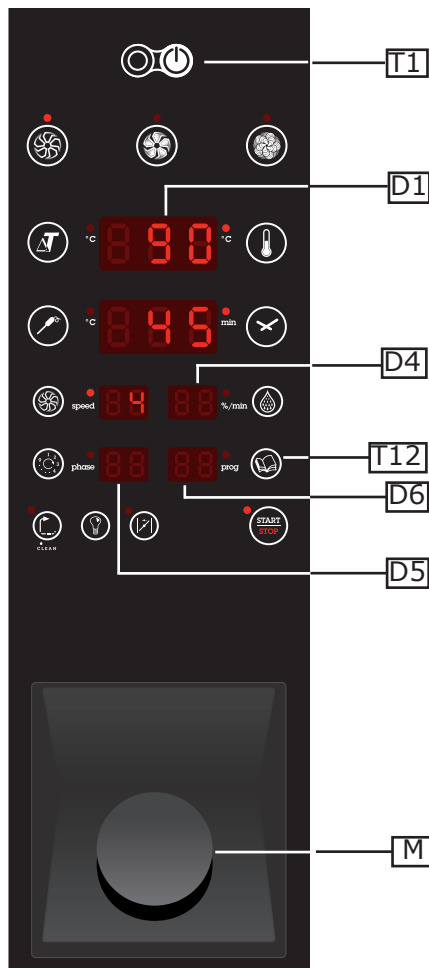 T1
D1
°C 90 °C
°C 45 min
D4
speed 4 %/min
T12
phase prog
D6
CLEAN
START
STOP
D5
M